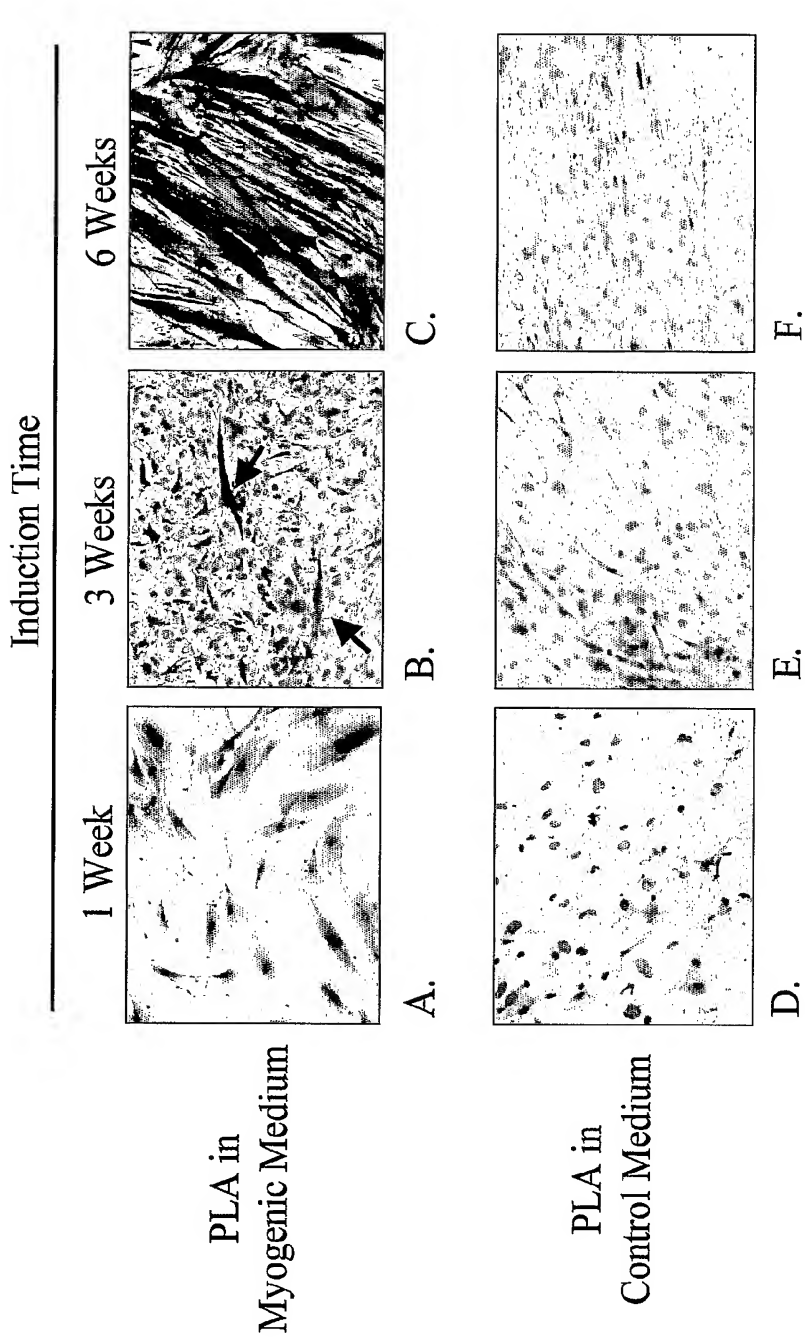 Induction Time
1 Week
3 Weeks
6 Weeks
PLA in
Myogenic Medium
A.
B.
C.
PLA in
Control Medium
D.
E.
F.